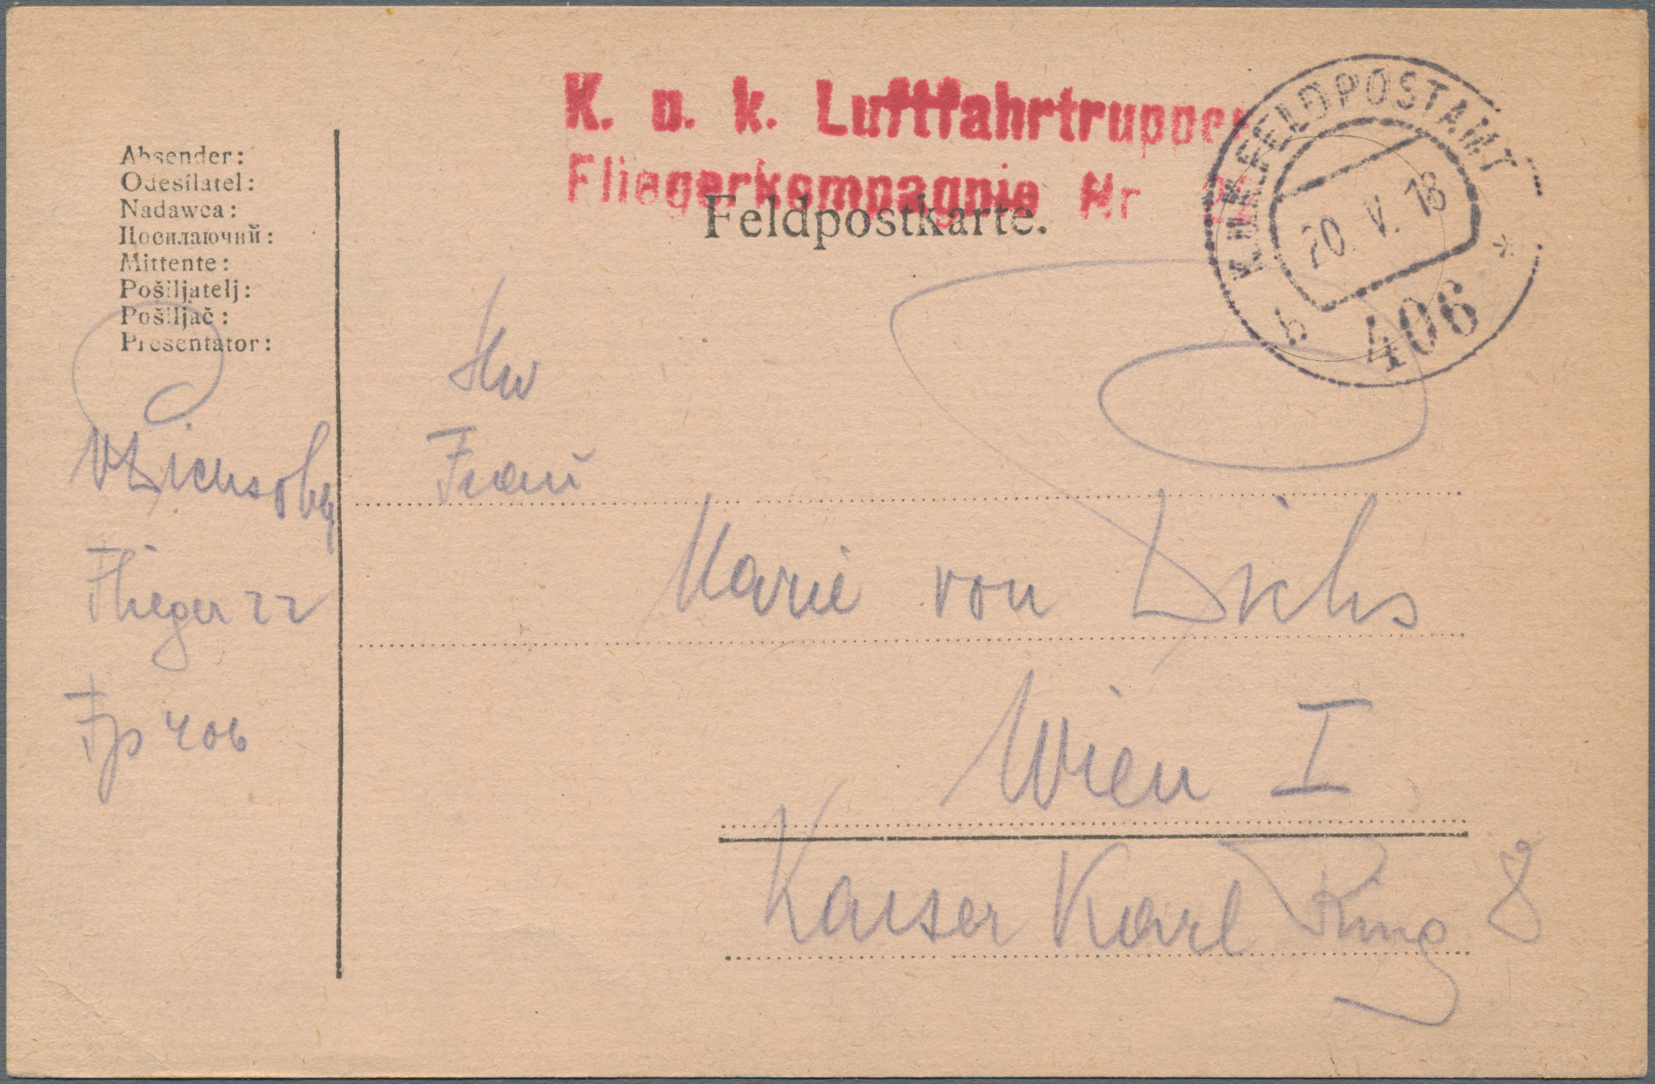 K. u. k. Luftfahrtruppen
Fliegerkompagnie Nr
Feldpostkarte.
K.u.K. FELDPOSTAMT
20. V. 18
b 406 *
Absender:
Odesílatel:
Nadawca:
Посилаючий:
Mittente:
Pošiljatelj:
Pošiljač:
Presentator:
Flieger 22
Fp 406
Frau
Marie von
Wien I
Kaiser Karl Ring 8